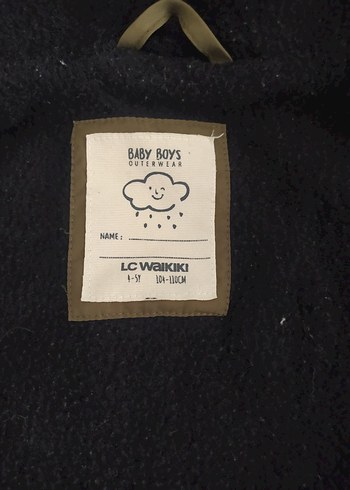 BABY BOYS
OUTERWEAR
NAME:
LC WAIKIKI
4-5Y 104-110CM